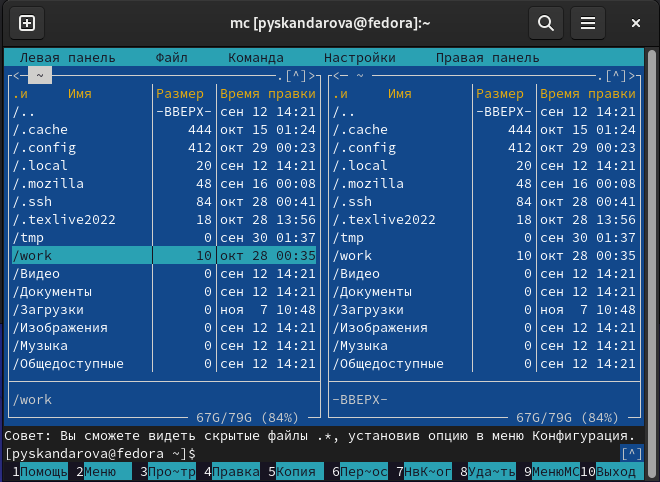 mc [pyskandarova@fedora]:~
Левая панель Файл Команда Настройки Правая панель
<─ ~ .[^]> <─ ~ .[^]>
.и Имя Размер Время правки .и Имя Размер Время правки
/.. -ВВЕРХ- сен 12 14:21 /.. -ВВЕРХ- сен 12 14:21
/.cache 444 окт 15 01:24 /.cache 444 окт 15 01:24
/.config 412 окт 29 00:23 /.config 412 окт 29 00:23
/.local 20 сен 12 14:21 /.local 20 сен 12 14:21
/.mozilla 48 сен 16 00:08 /.mozilla 48 сен 16 00:08
/.ssh 84 окт 28 00:41 /.ssh 84 окт 28 00:41
/.texlive2022 18 окт 28 13:56 /.texlive2022 18 окт 28 13:56
/tmp 0 сен 30 01:37 /tmp 0 сен 30 01:37
/work 10 окт 28 00:35 /work 10 окт 28 00:35
/Видео 0 сен 12 14:21 /Видео 0 сен 12 14:21
/Документы 0 сен 12 14:21 /Документы 0 сен 12 14:21
/Загрузки 0 ноя 7 10:48 /Загрузки 0 ноя 7 10:48
/Изображения 0 сен 12 14:21 /Изображения 0 сен 12 14:21
/Музыка 0 сен 12 14:21 /Музыка 0 сен 12 14:21
/Общедоступные 0 сен 12 14:21 /Общедоступные 0 сен 12 14:21
/work -ВВЕРХ-
67G/79G (84%) 67G/79G (84%)
Совет: Вы сможете видеть скрытые файлы .*, установив опцию в меню Конфигурация.
[pyskandarova@fedora ~]$ [^]
1Помощь 2Меню 3Про~тр 4Правка 5Копия 6Пер~ос 7НвК~ог 8Уда~ть 9МенюMC 10Выход